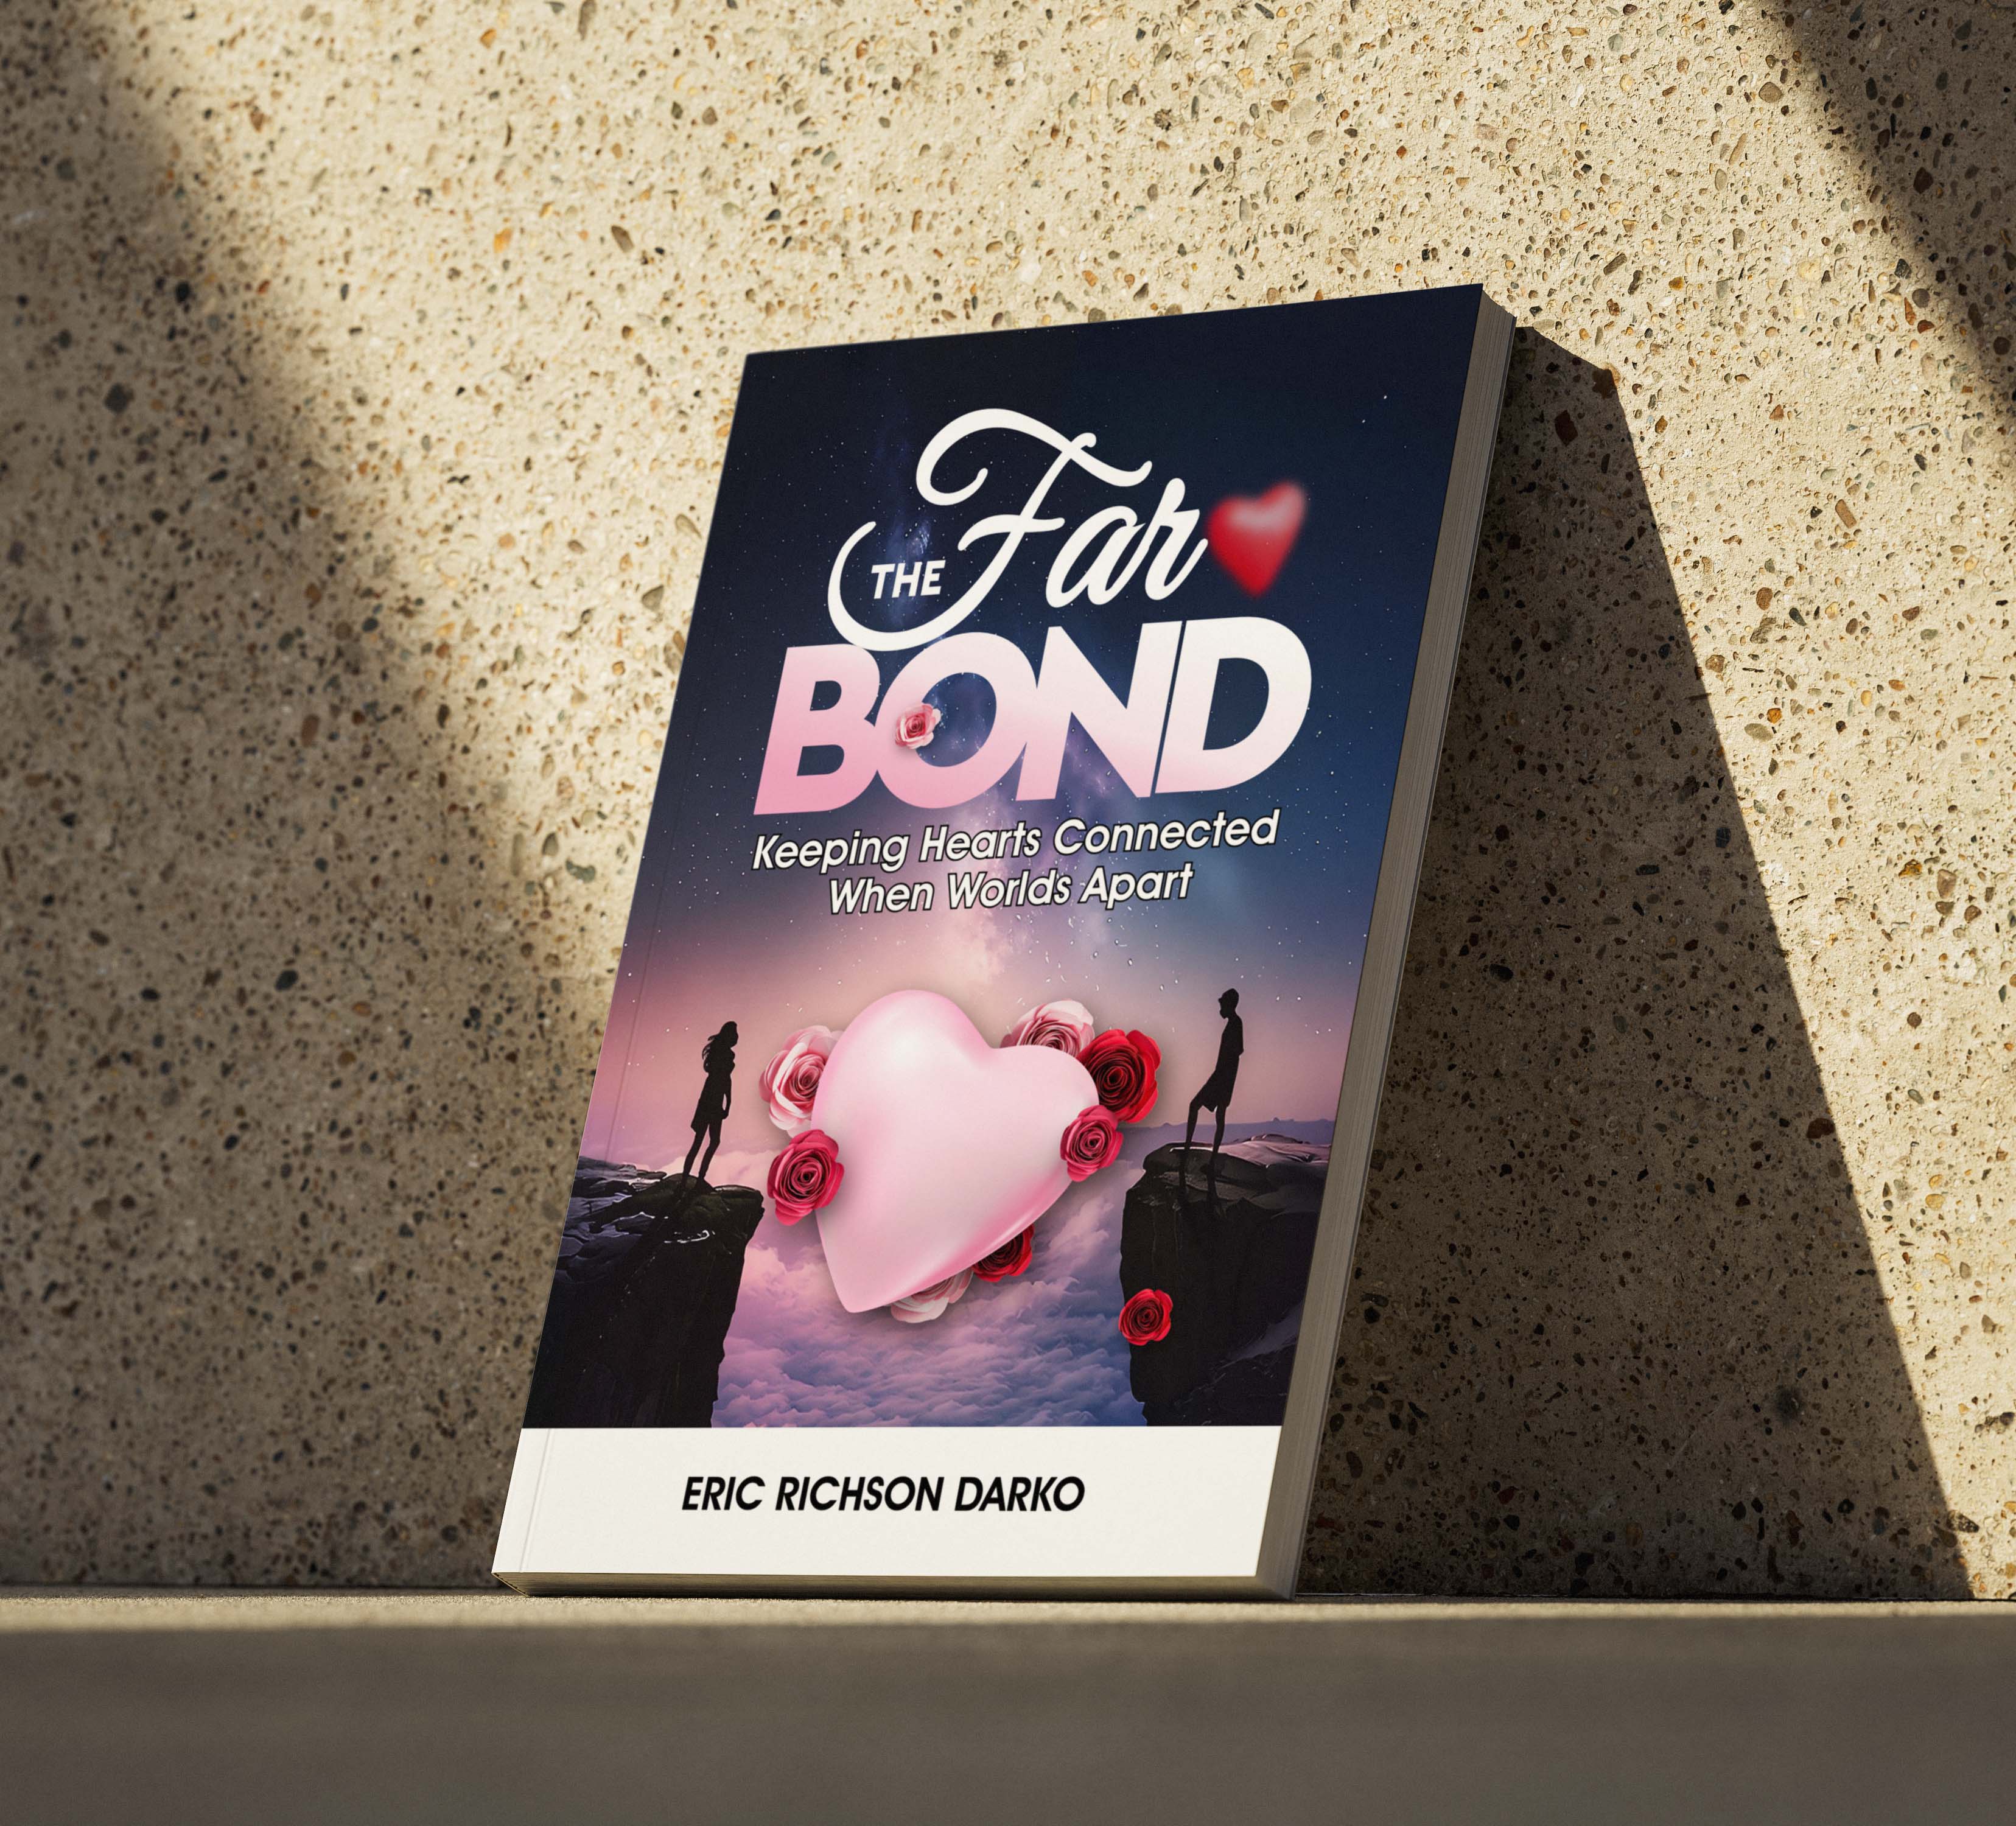 THE Far
BOND
Keeping Hearts Connected
When Worlds Apart
ERIC RICHSON DARKO